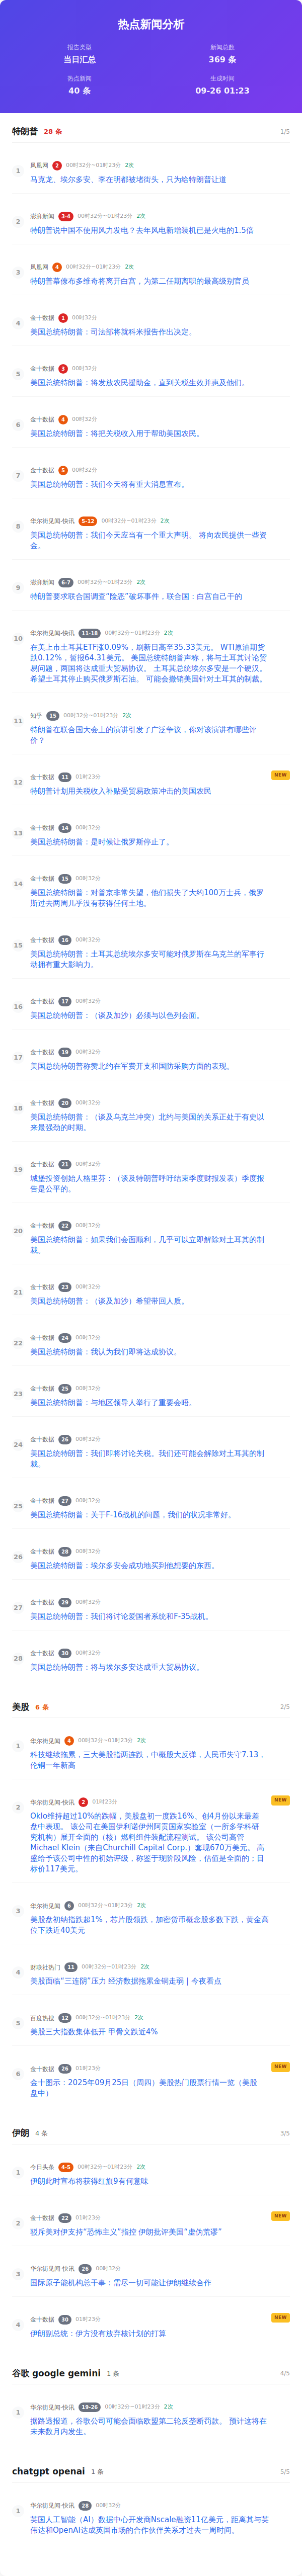 热点新闻分析
报告类型
新闻总数
当日汇总
369 条
热点新闻
生成时间
40 条
09-26 01:23
特朗普 28 条
1/5
1
凤凰网 2 00时32分~01时23分 2次
马克龙、埃尔多安、李在明都被堵街头，只为给特朗普让道
2
澎湃新闻 3-4 00时32分~01时23分 2次
特朗普说中国不使用风力发电？去年风电新增装机已是火电的1.5倍
3
凤凰网 4 00时32分~01时23分 2次
特朗普幕僚布多维奇将离开白宫，为第二任期离职的最高级别官员
4
金十数据 1 00时32分
美国总统特朗普：司法部将就科米报告作出决定。
5
金十数据 3 00时32分
美国总统特朗普：将发放农民援助金，直到关税生效并惠及他们。
6
金十数据 4 00时32分
美国总统特朗普：将把关税收入用于帮助美国农民。
7
金十数据 5 00时32分
美国总统特朗普：我们今天将有重大消息宣布。
8
华尔街见闻-快讯 5-12 00时32分~01时23分 2次
美国总统特朗普：我们今天应当有一个重大声明。 将向农民提供一些资
金。
9
澎湃新闻 6-7 00时32分~01时23分 2次
特朗普要求联合国调查“险恶”破坏事件，联合国：白宫自己干的
10
华尔街见闻-快讯 11-18 00时32分~01时23分 2次
在美上市土耳其ETF涨0.09%，刷新日高至35.33美元。 WTI原油期货
跌0.12%，暂报64.31美元。 美国总统特朗普声称，将与土耳其讨论贸
易问题，两国将达成重大贸易协议。 土耳其总统埃尔多安是一个硬汉。
希望土耳其停止购买俄罗斯石油。 可能会撤销美国针对土耳其的制裁。
11
知乎 15 00时32分~01时23分 2次
特朗普在联合国大会上的演讲引发了广泛争议，你对该演讲有哪些评
价？
12
金十数据 11 01时23分
NEW
特朗普计划用关税收入补贴受贸易政策冲击的美国农民
13
金十数据 14 00时32分
美国总统特朗普：是时候让俄罗斯停止了。
14
金十数据 15 00时32分
美国总统特朗普：对普京非常失望，他们损失了大约100万士兵，俄罗
斯过去两周几乎没有获得任何土地。
15
金十数据 16 00时32分
美国总统特朗普：土耳其总统埃尔多安可能对俄罗斯在乌克兰的军事行
动拥有重大影响力。
16
金十数据 17 00时32分
美国总统特朗普：（谈及加沙）必须与以色列会面。
17
金十数据 19 00时32分
美国总统特朗普称赞北约在军费开支和国防采购方面的表现。
18
金十数据 20 00时32分
美国总统特朗普：（谈及乌克兰冲突）北约与美国的关系正处于有史以
来最强劲的时期。
19
金十数据 21 00时32分
城堡投资创始人格里芬：（谈及特朗普呼吁结束季度财报发表）季度报
告是公平的。
20
金十数据 22 00时32分
美国总统特朗普：如果我们会面顺利，几乎可以立即解除对土耳其的制
裁。
21
金十数据 23 00时32分
美国总统特朗普：（谈及加沙）希望带回人质。
22
金十数据 24 00时32分
美国总统特朗普：我认为我们即将达成协议。
23
金十数据 25 00时32分
美国总统特朗普：与地区领导人举行了重要会晤。
24
金十数据 26 00时32分
美国总统特朗普：我们即将讨论关税。我们还可能会解除对土耳其的制
裁。
25
金十数据 27 00时32分
美国总统特朗普：关于F-16战机的问题，我们的状况非常好。
26
金十数据 28 00时32分
美国总统特朗普：埃尔多安会成功地买到他想要的东西。
27
金十数据 29 00时32分
美国总统特朗普：我们将讨论爱国者系统和F-35战机。
28
金十数据 30 00时32分
美国总统特朗普：将与埃尔多安达成重大贸易协议。
美股 6 条
2/5
1
华尔街见闻 4 00时32分~01时23分 2次
科技继续拖累，三大美股指两连跌，中概股大反弹，人民币失守7.13，
伦铜一年新高
2
华尔街见闻-快讯 2 01时23分
NEW
Oklo维持超过10%的跌幅，美股盘初一度跌16%、创4月份以来最差
盘中表现。 该公司在美国伊利诺伊州阿贡国家实验室（一所多学科研
究机构）展开全面的（核）燃料组件装配流程测试。 该公司高管
Michael Klein（来自Churchill Capital Corp.）套现670万美元。 高
盛给予该公司中性的初始评级，称鉴于现阶段风险，估值是全面的；目
标价117美元。
3
华尔街见闻 6 00时32分~01时23分 2次
美股盘初纳指跌超1%，芯片股领跌，加密货币概念股多数下跌，黄金高
位下跌近40美元
4
财联社热门 11 00时32分~01时23分 2次
美股面临“三连阴”压力 经济数据拖累金铜走弱 | 今夜看点
5
百度热搜 12 00时32分~01时23分 2次
美股三大指数集体低开 甲骨文跌近4%
6
金十数据 26 01时23分
NEW
金十图示：2025年09月25日（周四）美股热门股票行情一览（美股
盘中）
伊朗 4 条
3/5
1
今日头条 4-5 00时32分~01时23分 2次
伊朗此时宣布将获得红旗9有何意味
2
金十数据 22 01时23分
NEW
驳斥美对伊支持“恐怖主义”指控 伊朗批评美国“虚伪荒谬”
3
华尔街见闻-快讯 26 00时32分
国际原子能机构总干事：需尽一切可能让伊朗继续合作
4
金十数据 30 01时23分
NEW
伊朗副总统：伊方没有放弃核计划的打算
谷歌 google gemini 1 条
4/5
1
华尔街见闻-快讯 19-26 00时32分~01时23分 2次
据路透报道，谷歌公司可能会面临欧盟第二轮反垄断罚款。 预计这将在
未来数月内发生。
chatgpt openai 1 条
5/5
1
华尔街见闻-快讯 28 00时32分
英国人工智能（AI）数据中心开发商Nscale融资11亿美元，距离其与英
伟达和OpenAI达成英国市场的合作伙伴关系才过去一周时间。